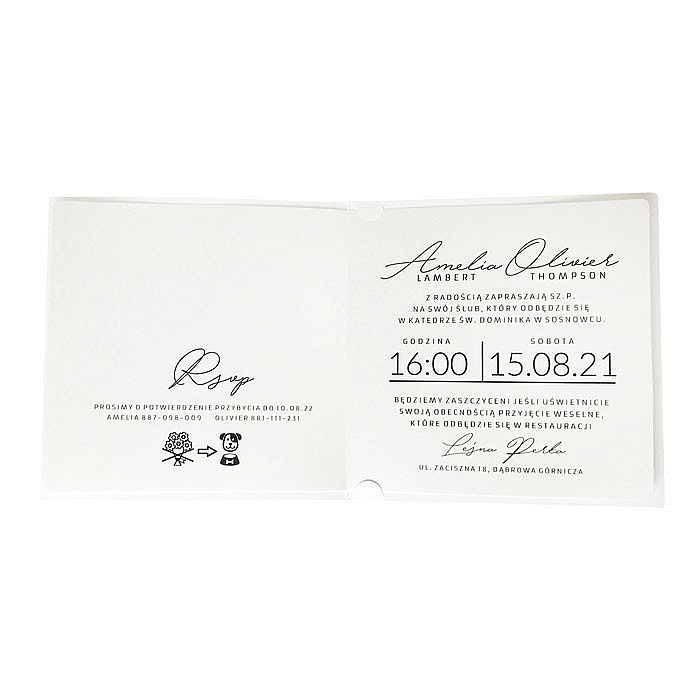 Rsvp
PROSIMY O POTWIERDZENIE PRZYBYCIA DO 10.08.22
AMELIA 887-098-009 OLIVIER 881-111-231
Amelia Olivier
LAMBERT THOMPSON
Z RADOŚCIĄ ZAPRASZAJĄ SZ.P.
NA SWÓJ ŚLUB, KTÓRY ODBĘDZIE SIĘ
W KATEDRZE ŚW. DOMINIKA W SOSNOWCU.
GODZINA SOBOTA
16:00 15.08.21
BĘDZIEMY ZASZCZYCENI JEŚLI UŚWIETNICIE
SWOJĄ OBECNOŚCIĄ PRZYJĘCIE WESELNE,
KTÓRE ODBĘDZIE SIĘ W RESTAURACJI
Leśna Perła
UL. ZACISZNA 18, DĄBROWA GÓRNICZA